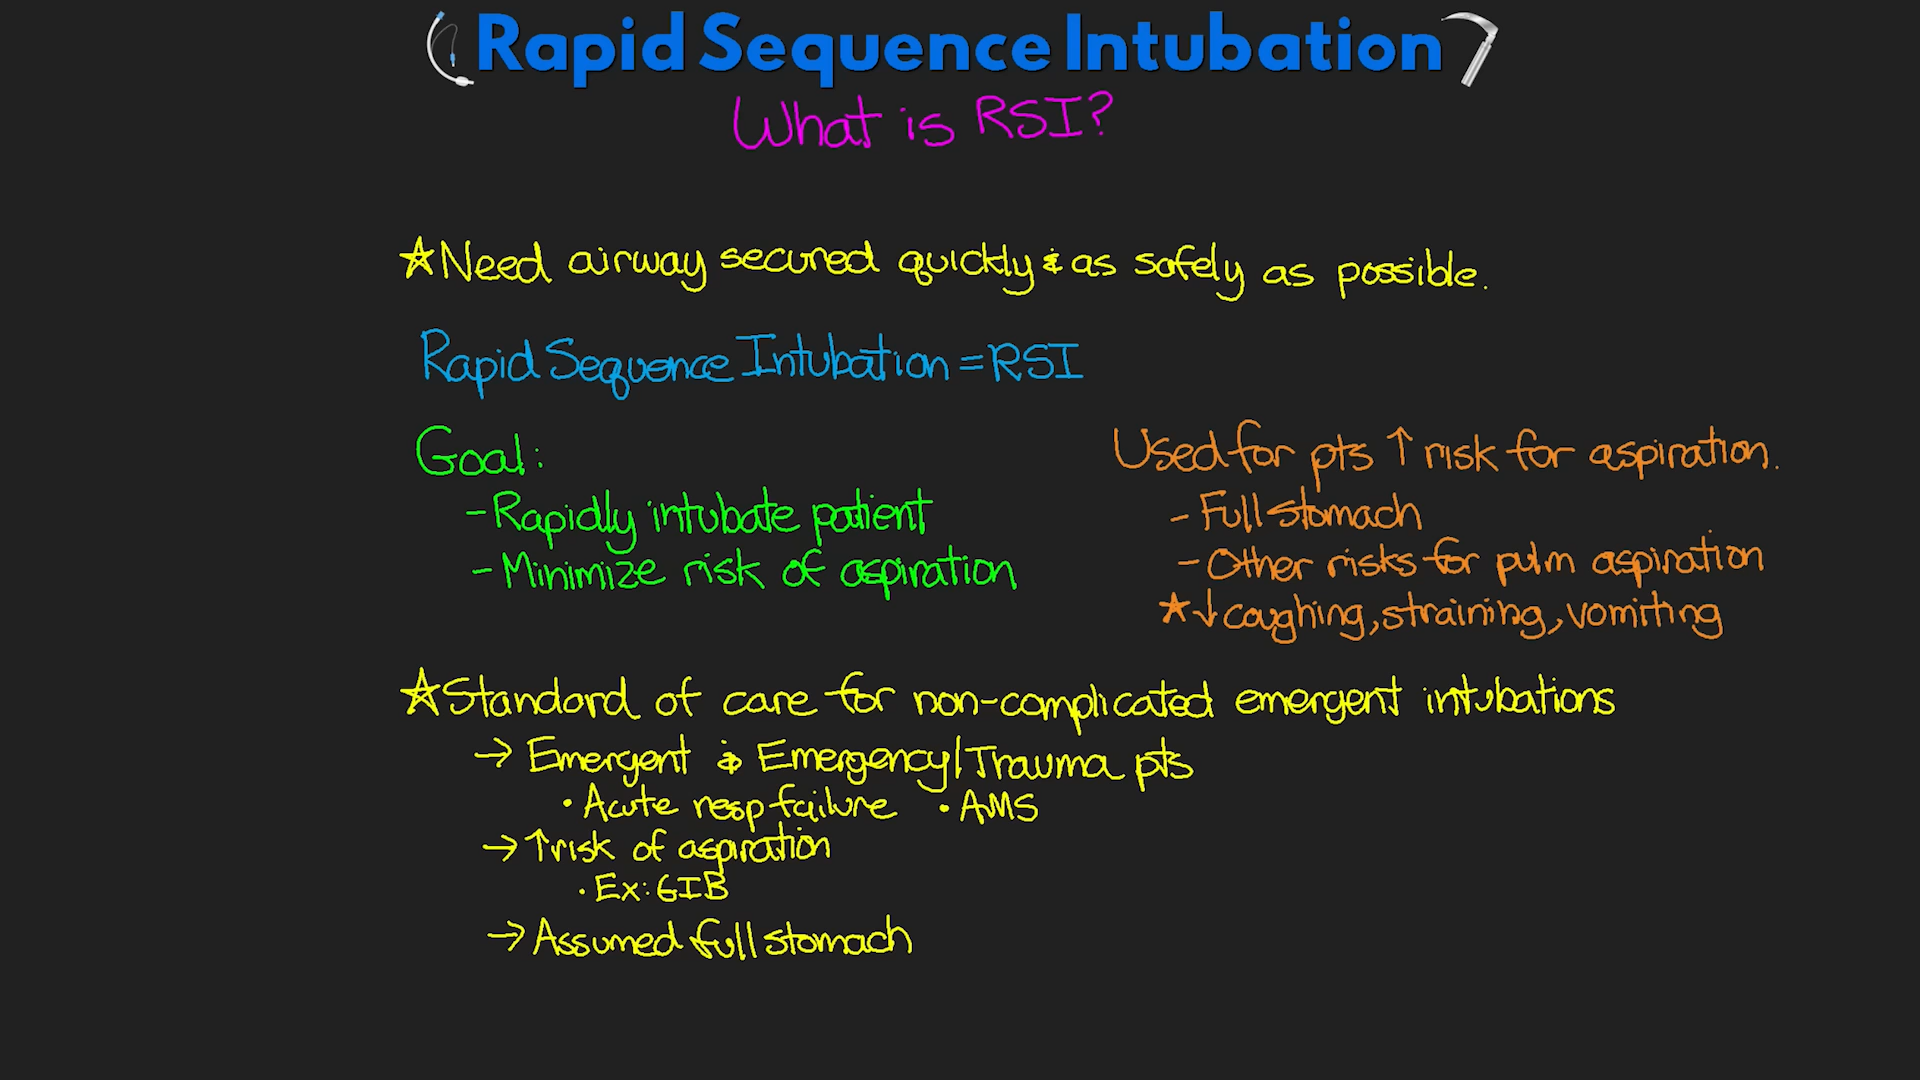 Rapid Sequence Intubation
What is RSI?
☆Need airway secured quickly & as safely as possible.
Rapid Sequence Intubation = RSI
Goal:
- Rapidly intubate patient
- Minimize risk of aspiration
Used for pts ↑ risk for aspiration.
- Full stomach
- Other risks for pulm aspiration
★↓coughing, straining, vomiting
☆Standard of care for non-complicated emergent intubations
→ Emergent & Emergency/Trauma pts
• Acute resp failure • AMS
→ ↑risk of aspiration
• Ex: GIB
→ Assumed full stomach